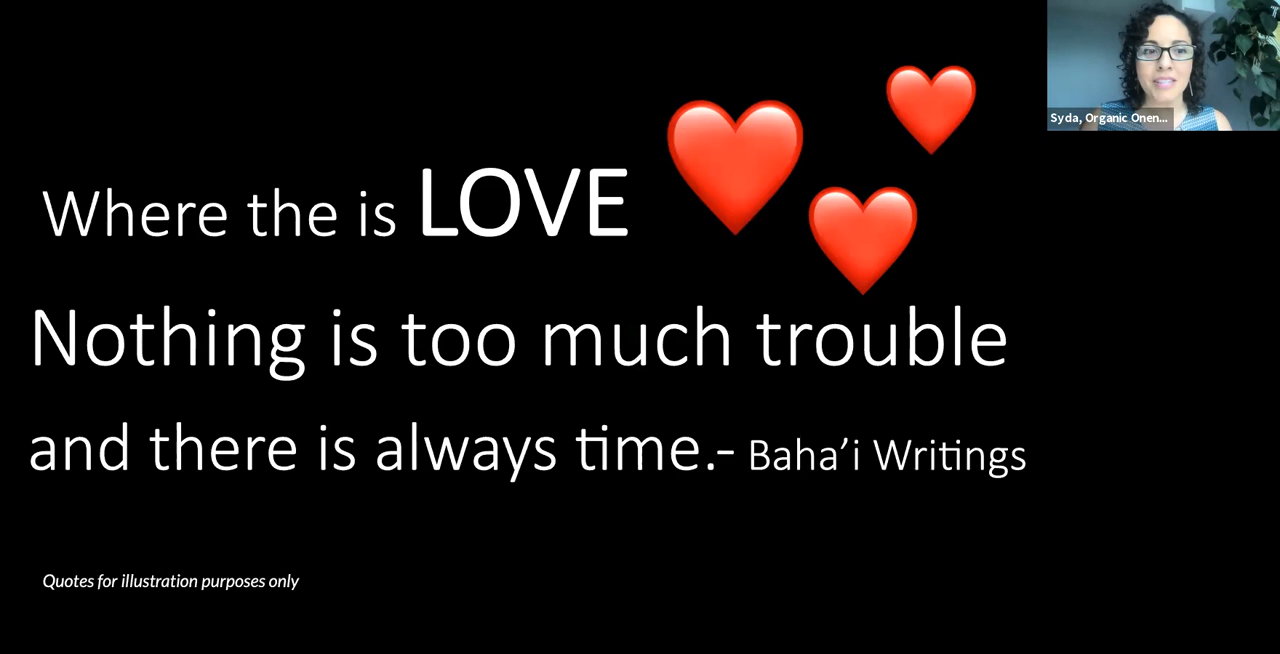 Syda, Organic Onen...
Where the is LOVE
Nothing is too much trouble
and there is always time.- Baha’i Writings
Quotes for illustration purposes only